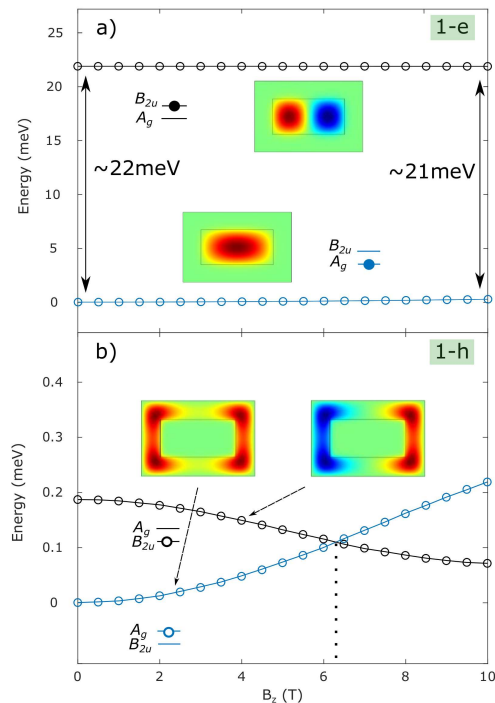 a)
1-e
25
20
15
10
5
0
Energy (meV)
B2u
Ag
~22meV
~21meV
B2u
Ag
b)
1-h
0.4
0.3
0.2
0.1
0
Energy (meV)
Ag
B2u
Ag
B2u
0
2
4
6
8
10
Bz (T)